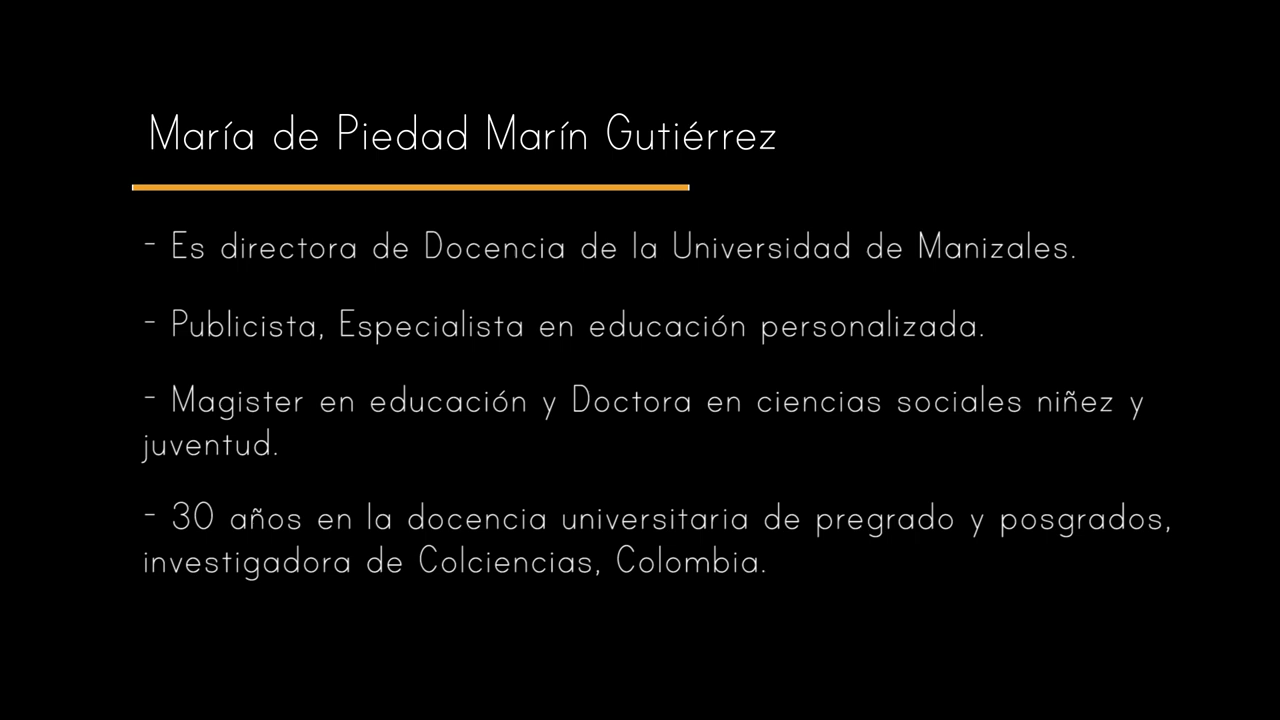 María de Piedad Marín Gutiérrez
- Es directora de Docencia de la Universidad de Manizales.
- Publicista, Especialista en educación personalizada.
- Magister en educación y Doctora en ciencias sociales niñez y
juventud.
- 30 años en la docencia universitaria de pregrado y posgrados,
investigadora de Colciencias, Colombia.